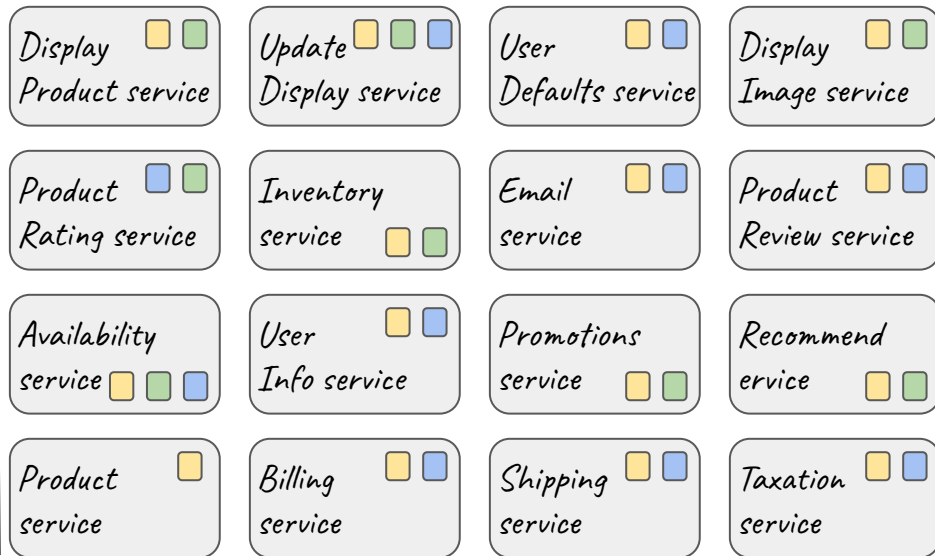 Display
Product service
Update
Display service
User
Defaults service
Display
Image service
Product
Rating service
Inventory
service
Email
service
Product
Review service
Availability
service
User
Info service
Promotions
service
Recommend
ervice
Product
service
Billing
service
Shipping
service
Taxation
service